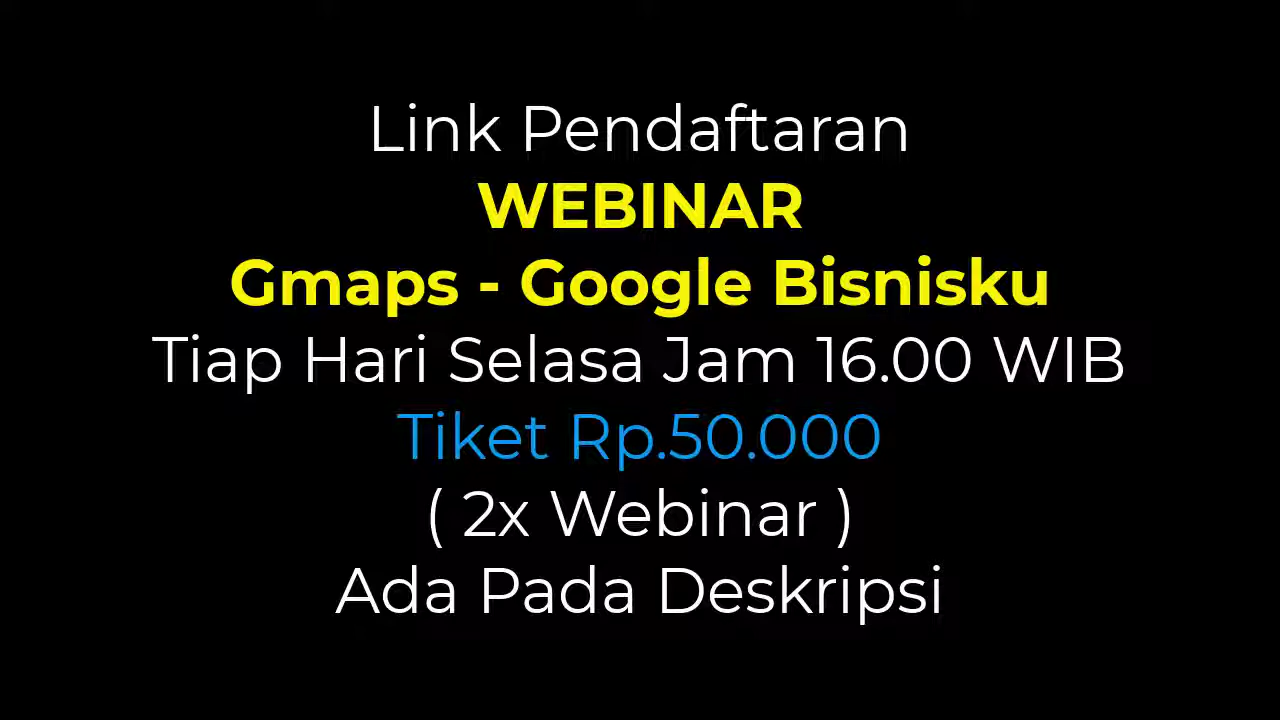 Link Pendaftaran
WEBINAR
Gmaps - Google Bisnisku
Tiap Hari Selasa Jam 16.00 WIB
Tiket Rp.50.000
( 2x Webinar )
Ada Pada Deskripsi